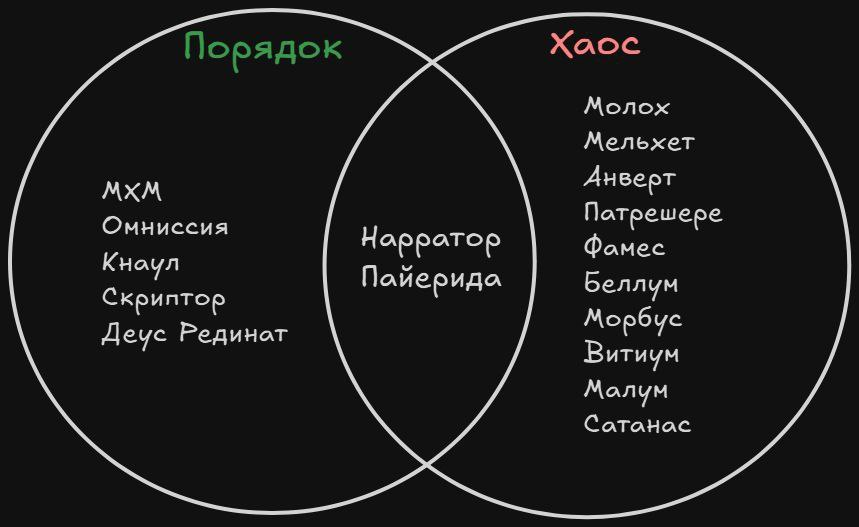 Порядок
Хаос
МХМ
Омниссия
Кнаул
Скриптор
Деус Рединат
Нарратор
Пайерида
Молох
Мельхет
Анверт
Патрешере
Фамес
Беллум
Морбус
Витиум
Малум
Сатанас